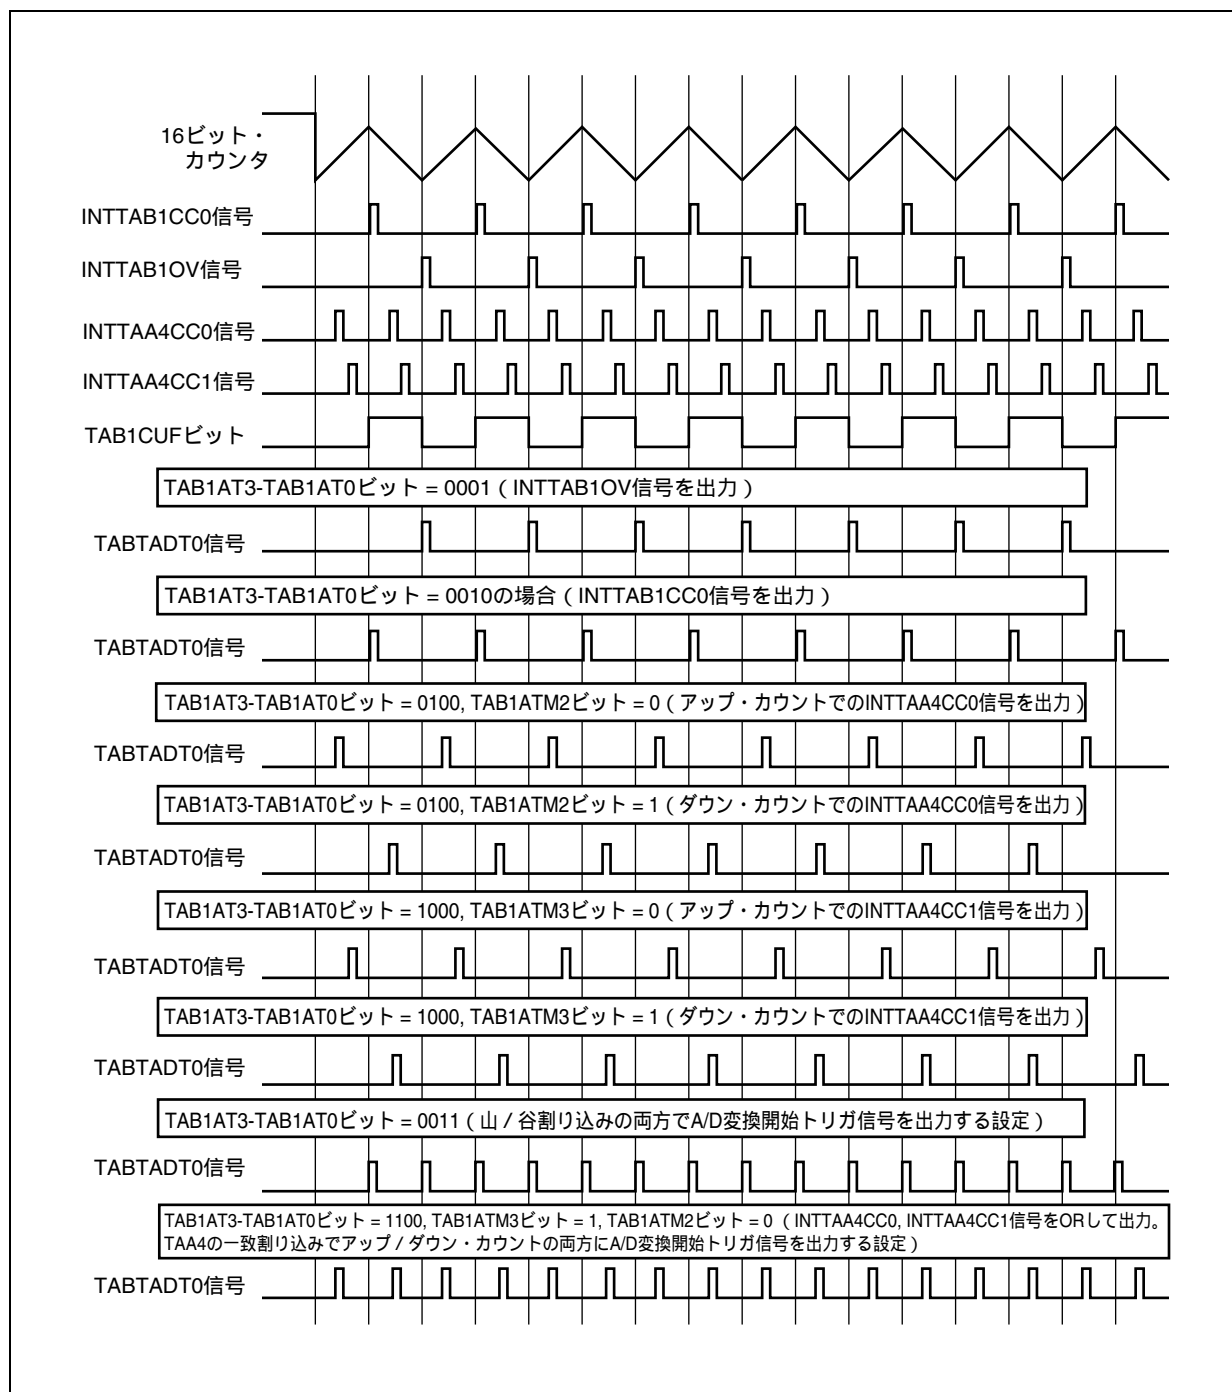 16ビット・
カウンタ
INTTAB1CC0信号
INTTAB1OV信号
INTTAA4CC0信号
INTTAA4CC1信号
TAB1CUFビット
TAB1AT3-TAB1AT0ビット = 0001 ( INTTAB1OV信号を出力 )
TABTADT0信号
TAB1AT3-TAB1AT0ビット = 0010の場合 ( INTTAB1CC0信号を出力 )
TABTADT0信号
TAB1AT3-TAB1AT0ビット = 0100, TAB1ATM2ビット = 0 ( アップ・カウントでのINTTAA4CC0信号を出力 )
TABTADT0信号
TAB1AT3-TAB1AT0ビット = 0100, TAB1ATM2ビット = 1 ( ダウン・カウントでのINTTAA4CC0信号を出力 )
TABTADT0信号
TAB1AT3-TAB1AT0ビット = 1000, TAB1ATM3ビット = 0 ( アップ・カウントでのINTTAA4CC1信号を出力 )
TABTADT0信号
TAB1AT3-TAB1AT0ビット = 1000, TAB1ATM3ビット = 1 ( ダウン・カウントでのINTTAA4CC1信号を出力 )
TABTADT0信号
TAB1AT3-TAB1AT0ビット = 0011 ( 山 / 谷割り込みの両方でA/D変換開始トリガ信号を出力する設定 )
TABTADT0信号
TAB1AT3-TAB1AT0ビット = 1100, TAB1ATM3ビット = 1, TAB1ATM2ビット = 0 ( INTTAA4CC0, INTTAA4CC1信号をORして出力。
TAA4の一致割り込みでアップ / ダウン・カウントの両方にA/D変換開始トリガ信号を出力する設定 )
TABTADT0信号